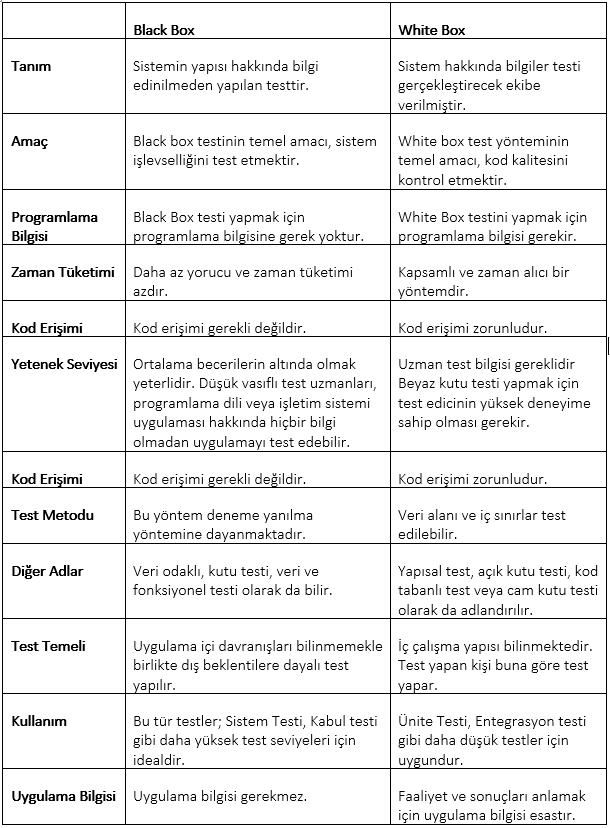 Black Box
White Box
Tanım
Sistemin yapısı hakkında bilgi
edinilmeden yapılan testtir.
Sistem hakkında bilgiler testi
gerçekleştirecek ekibe
verilmiştir.
Amaç
Black box testinin temel amacı, sistem
işlevselliğini test etmektir.
White box test yönteminin
temel amacı, kod kalitesini
kontrol etmektir.
Programlama
Bilgisi
Black Box testi yapmak için
programlama bilgisine gerek yoktur.
White Box testini yapmak için
programlama bilgisi gerekir.
Zaman Tüketimi
Daha az yorucu ve zaman tüketimi
azdır.
Kapsamlı ve zaman alıcı bir
yöntemdir.
Kod Erişimi
Kod erişimi gerekli değildir.
Kod erişimi zorunludur.
Yetenek Seviyesi
Ortalama becerilerin altında olmak
yeterlidir. Düşük vasıflı test uzmanları,
programlama dili veya işletim sistemi
uygulaması hakkında hiçbir bilgi
olmadan uygulamayı test edebilir.
Uzman test bilgisi gereklidir
Beyaz kutu testi yapmak için
test edicinin yüksek deneyime
sahip olması gerekir.
Kod Erişimi
Kod erişimi gerekli değildir.
Kod erişimi zorunludur.
Test Metodu
Bu yöntem deneme yanılma
yöntemine dayanmaktadır.
Veri alanı ve iç sınırlar test
edilebilir.
Diğer Adlar
Veri odaklı, kutu testi, veri ve
fonksiyonel testi olarak da bilir.
Yapısal test, açık kutu testi, kod
tabanlı test veya cam kutu testi
olarak da adlandırılır.
Test Temeli
Uygulama içi davranışları bilinmemekle
birlikte dış beklentilere dayalı test
yapılır.
İç çalışma yapısı bilinmektedir.
Test yapan kişi buna göre test
yapar.
Kullanım
Bu tür testler; Sistem Testi, Kabul testi
gibi daha yüksek test seviyeleri için
idealdir.
Ünite Testi, Entegrasyon testi
gibi daha düşük testler için
uygundur.
Uygulama Bilgisi
Uygulama bilgisi gerekmez.
Faaliyet ve sonuçları anlamak
için uygulama bilgisi esastır.